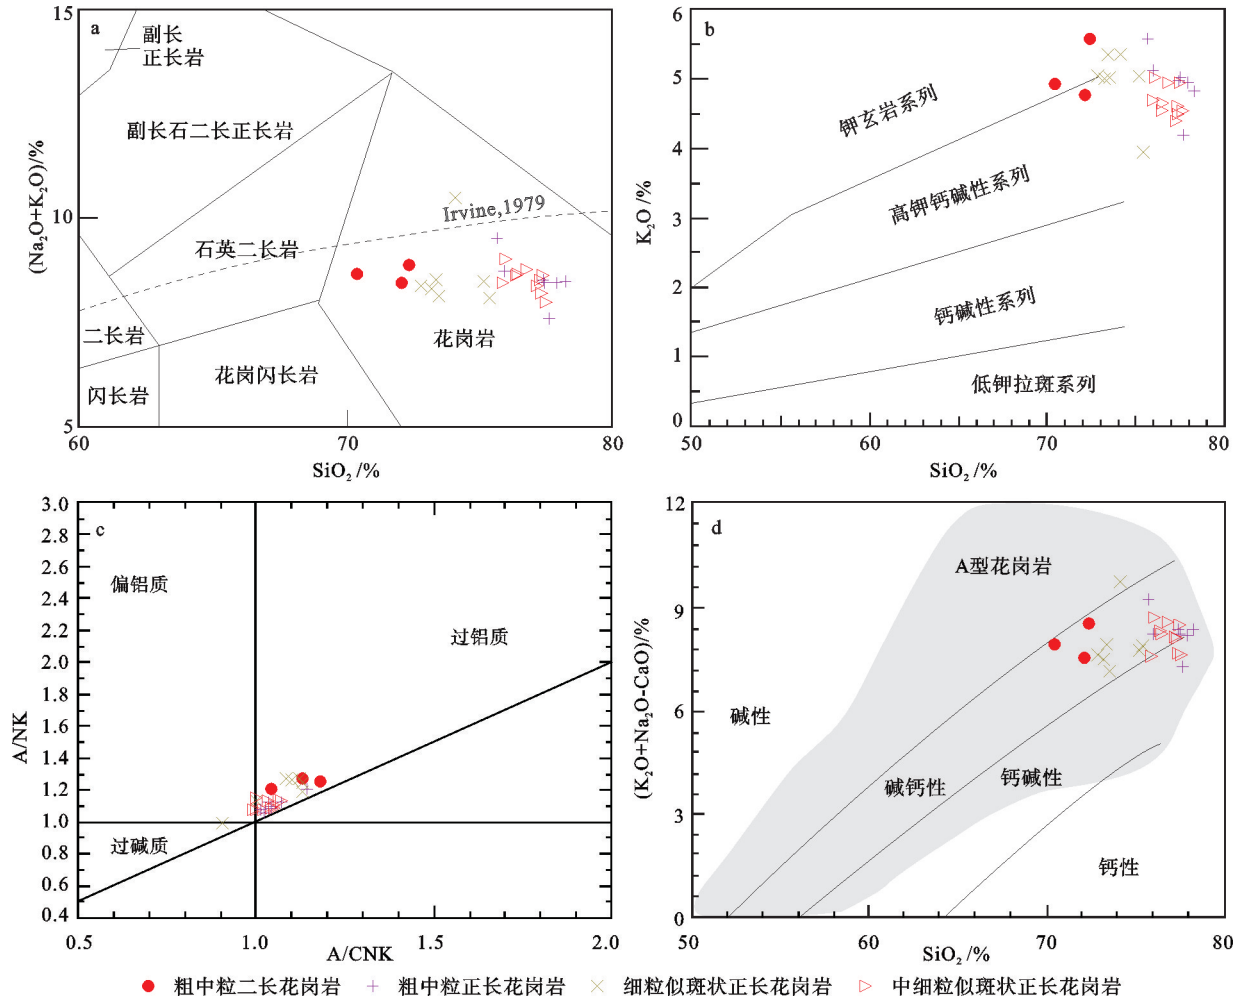 a
副长
正长岩
副长石二长正长岩
石英二长岩
Irvine,1979
二长岩
花岗闪长岩
花岗岩
闪长岩
(Na₂O+K₂O)/%
15
10
5
60
70
80
SiO₂/%
b
钾玄岩系列
高钾钙碱性系列
钙碱性系列
低钾拉斑系列
K₂O/%
6
5
4
3
2
1
0
50
60
70
80
SiO₂/%
c
偏铝质
过铝质
过碱质
A/NK
3.0
2.8
2.6
2.4
2.2
2.0
1.8
1.6
1.4
1.2
1.0
0.8
0.6
0.4
0.5
1.0
1.5
2.0
A/CNK
d
A型花岗岩
碱性
碱钙性
钙碱性
钙性
(K₂O+Na₂O-CaO)/%
12
9
6
3
0
50
60
70
80
SiO₂/%
粗中粒二长花岗岩
粗中粒正长花岗岩
细粒似斑状正长花岗岩
中细粒似斑状正长花岗岩